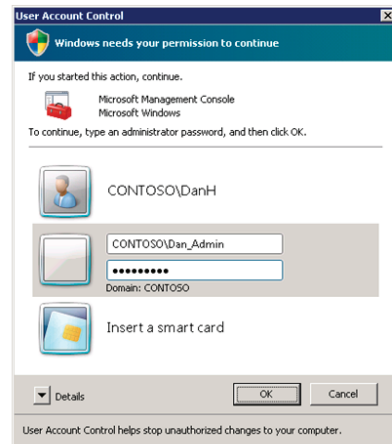 User Account Control
Windows needs your permission to continue
If you started this action, continue.
Microsoft Management Console
Microsoft Windows
To continue, type an administrator password, and then click OK.
CONTOSO\DanH
CONTOSO\Dan_Admin
●●●●●●●●●
Domain: CONTOSO
Insert a smart card
Details
OK
Cancel
User Account Control helps stop unauthorized changes to your computer.